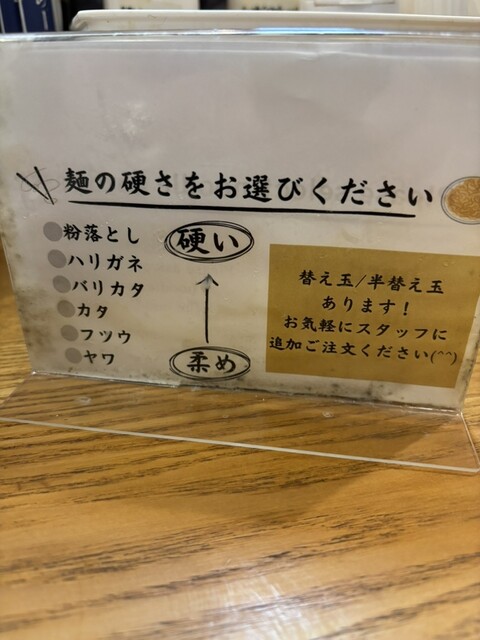 麺の硬さをお選びください
粉落とし
ハリガネ
バリカタ
カタ
フツウ
ヤワ
硬い
柔め
替え玉/半替え玉
あります!
お気軽にスタッフに
追加ご注文ください(^^)